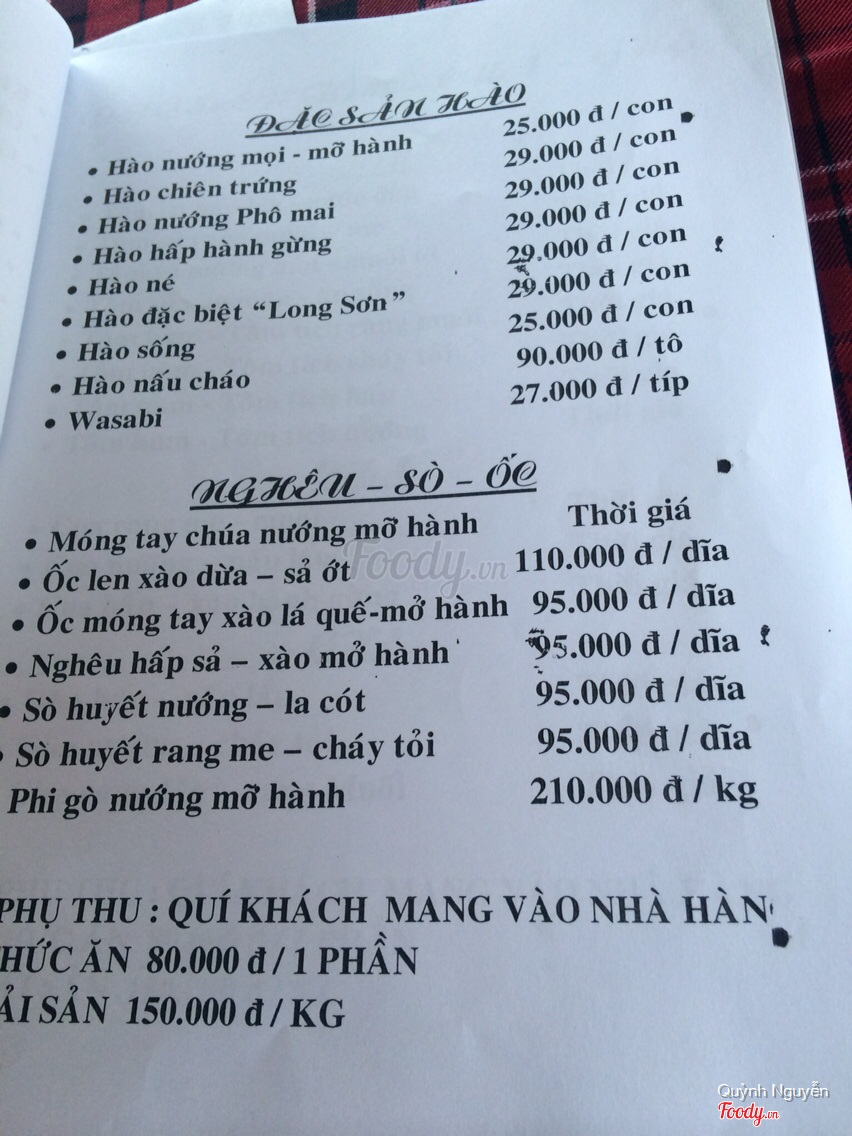 ĐẶC SẢN HÀO
• Hào nướng mọi - mỡ hành 25.000 đ / con
• Hào chiên trứng 29.000 đ / con
• Hào nướng Phô mai 29.000 đ / con
• Hào hấp hành gừng 29.000 đ / con
• Hào né 29.000 đ / con
• Hào đặc biệt “Long Sơn” 29.000 đ / con
• Hào sống 25.000 đ / con
• Hào nấu cháo 90.000 đ / tô
• Wasabi 27.000 đ / típ
NGHÊU – SÒ – ỐC
• Móng tay chúa nướng mỡ hành Thời giá
• Ốc len xào dừa – sả ớt 110.000 đ / dĩa
• Ốc móng tay xào lá quế-mở hành 95.000 đ / dĩa
• Nghêu hấp sả – xào mở hành 95.000 đ / dĩa
• Sò huyết nướng – la cót 95.000 đ / dĩa
• Sò huyết rang me – cháy tỏi 95.000 đ / dĩa
Phi gò nướng mỡ hành 210.000 đ / kg
PHỤ THU : QUÍ KHÁCH MANG VÀO NHÀ HÀN
HỨC ĂN 80.000 đ / 1 PHẦN
ẢI SẢN 150.000 đ / KG
Foody.vn
Quỳnh Nguyễn
Foody.vn